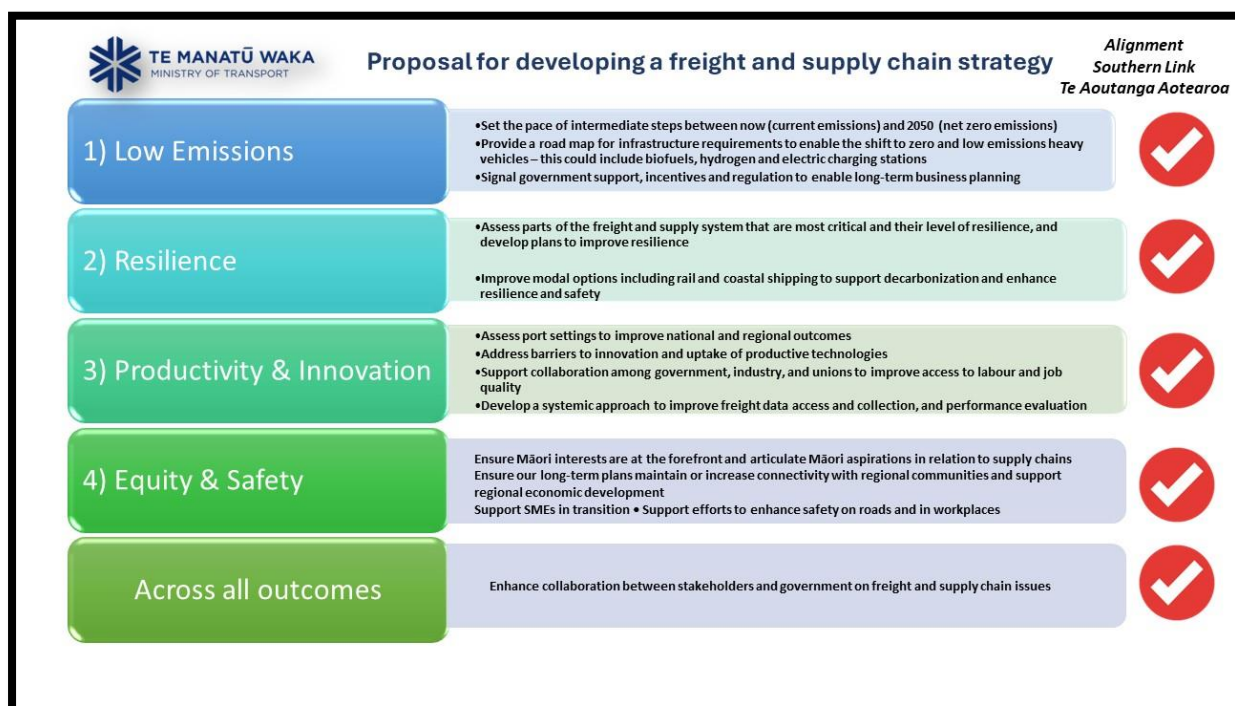 TE MANATŪ WAKA
MINISTRY OF TRANSPORT
Proposal for developing a freight and supply chain strategy
Alignment
Southern Link
Te Aoutanga Aotearoa
1) Low Emissions
•Set the pace of intermediate steps between now (current emissions) and 2050 (net zero emissions)
•Provide a road map for infrastructure requirements to enable the shift to zero and low emissions heavy
vehicles – this could include biofuels, hydrogen and electric charging stations
•Signal government support, incentives and regulation to enable long-term business planning
2) Resilience
•Assess parts of the freight and supply system that are most critical and their level of resilience, and
develop plans to improve resilience
•Improve modal options including rail and coastal shipping to support decarbonization and enhance
resilience and safety
3) Productivity & Innovation
•Assess port settings to improve national and regional outcomes
•Address barriers to innovation and uptake of productive technologies
•Support collaboration among government, industry, and unions to improve access to labour and job
quality
•Develop a systemic approach to improve freight data access and collection, and performance evaluation
4) Equity & Safety
Ensure Māori interests are at the forefront and articulate Māori aspirations in relation to supply chains
Ensure our long-term plans maintain or increase connectivity with regional communities and support
regional economic development
Support SMEs in transition • Support efforts to enhance safety on roads and in workplaces
Across all outcomes
Enhance collaboration between stakeholders and government on freight and supply chain issues